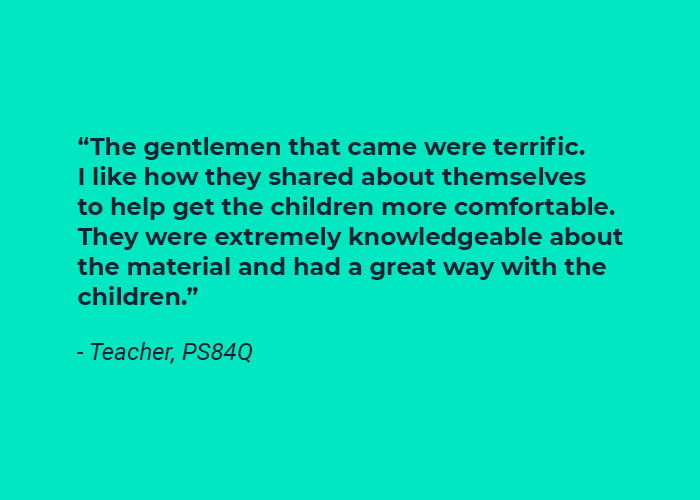 “The gentlemen that came were terrific.
I like how they shared about themselves
to help get the children more comfortable.
They were extremely knowledgeable about
the material and had a great way with the
children.”
- Teacher, PS84Q